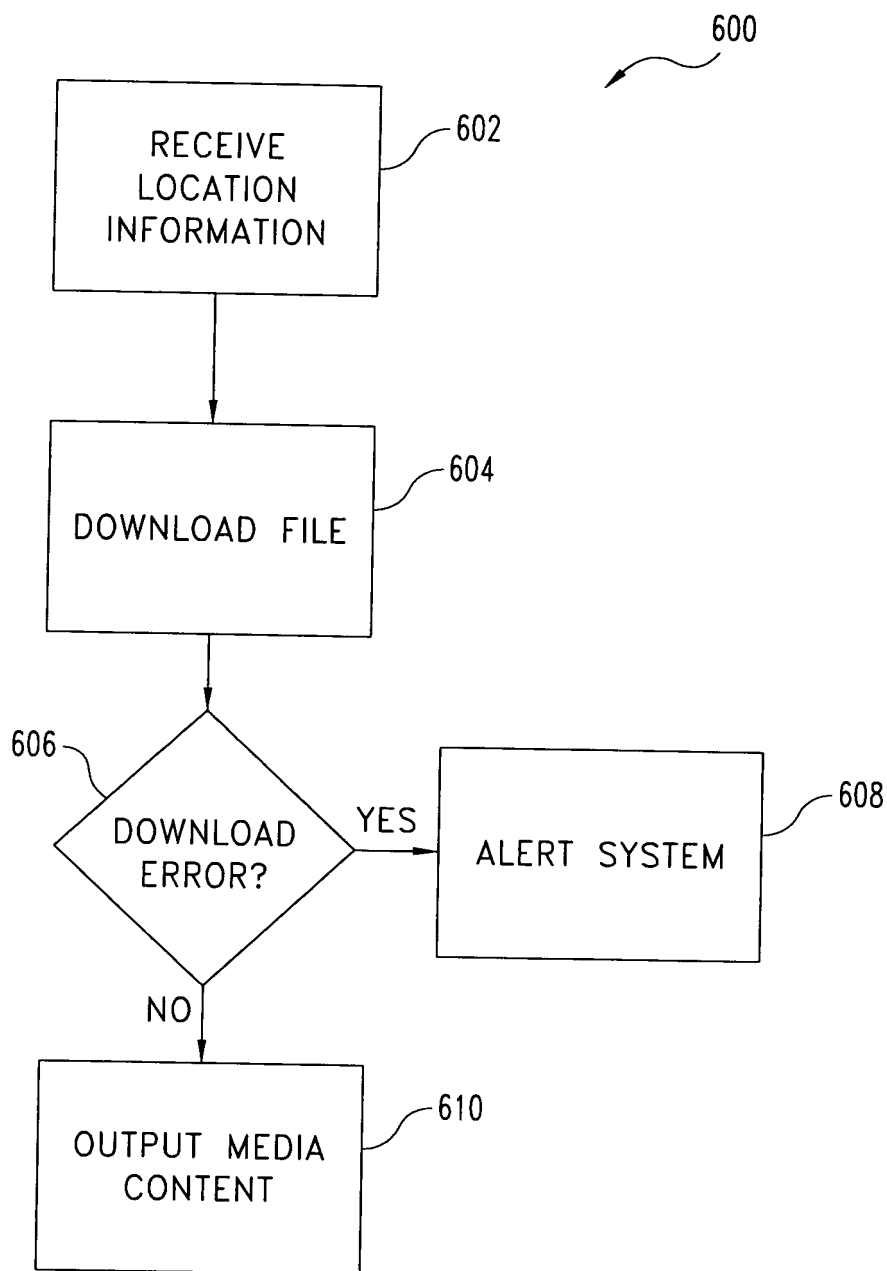 600
RECEIVE
LOCATION
INFORMATION
602
DOWNLOAD FILE
604
606
DOWNLOAD
ERROR?
YES
ALERT SYSTEM
608
NO
OUTPUT MEDIA
CONTENT
610